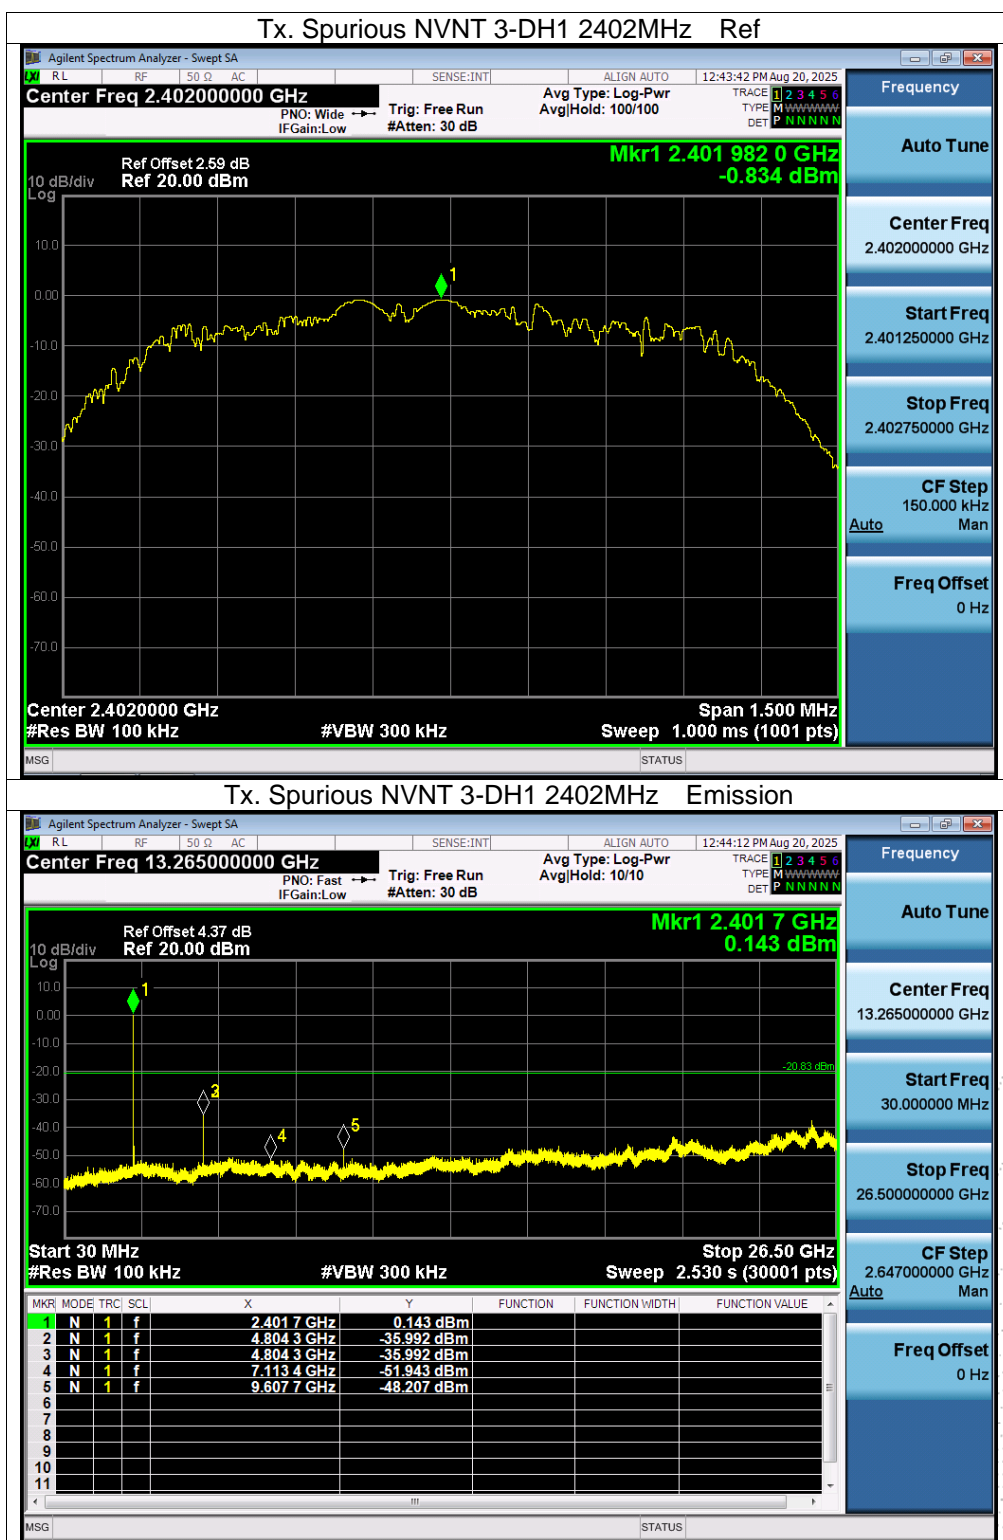 Tx. Spurious NVNT 3-DH1 2402MHz Ref
Agilent Spectrum Analyzer - Swept SA
LXI RL RF 50 Ω AC SENSE:INT ALIGN AUTO 12:43:42 PM Aug 20, 2025
Center Freq 2.402000000 GHz
PNO: Wide
IFGain:Low
Trig: Free Run
#Atten: 30 dB
Avg Type: Log-Pwr
Avg|Hold: 100/100
TRACE 1 2 3 4 5 6
TYPE M W W W W W
DET P N N N N N
Ref Offset 2.59 dB
10 dB/div Ref 20.00 dBm
Log
Mkr1 2.401 982 0 GHz
-0.834 dBm
10.0
0.00
-10.0
-20.0
-30.0
-40.0
-50.0
-60.0
-70.0
1
Center 2.4020000 GHz Span 1.500 MHz
#Res BW 100 kHz #VBW 300 kHz Sweep 1.000 ms (1001 pts)
MSG STATUS
Frequency
Auto Tune
Center Freq
2.402000000 GHz
Start Freq
2.401250000 GHz
Stop Freq
2.402750000 GHz
CF Step
150.000 kHz
Auto Man
Freq Offset
0 Hz
Tx. Spurious NVNT 3-DH1 2402MHz Emission
Agilent Spectrum Analyzer - Swept SA
LXI RL RF 50 Ω AC SENSE:INT ALIGN AUTO 12:44:12 PM Aug 20, 2025
Center Freq 13.265000000 GHz
PNO: Fast
IFGain:Low
Trig: Free Run
#Atten: 30 dB
Avg Type: Log-Pwr
Avg|Hold: 10/10
TRACE 1 2 3 4 5 6
TYPE M W W W W W
DET P N N N N N
Ref Offset 4.37 dB
10 dB/div Ref 20.00 dBm
Log
Mkr1 2.401 7 GHz
0.143 dBm
10.0
0.00
-10.0
-20.0
-30.0
-40.0
-50.0
-60.0
-70.0
1
3
4
5
-20.83 dBm
Start 30 MHz Stop 26.50 GHz
#Res BW 100 kHz #VBW 300 kHz Sweep 2.530 s (30001 pts)
MKR MODE TRC SCL X Y FUNCTION FUNCTION WIDTH FUNCTION VALUE
1 N 1 f 2.401 7 GHz 0.143 dBm
2 N 1 f 4.804 3 GHz -35.992 dBm
3 N 1 f 4.804 3 GHz -35.992 dBm
4 N 1 f 7.113 4 GHz -51.943 dBm
5 N 1 f 9.607 7 GHz -48.207 dBm
6
7
8
9
10
11
MSG STATUS
Frequency
Auto Tune
Center Freq
13.265000000 GHz
Start Freq
30.000000 MHz
Stop Freq
26.500000000 GHz
CF Step
2.647000000 GHz
Auto Man
Freq Offset
0 Hz